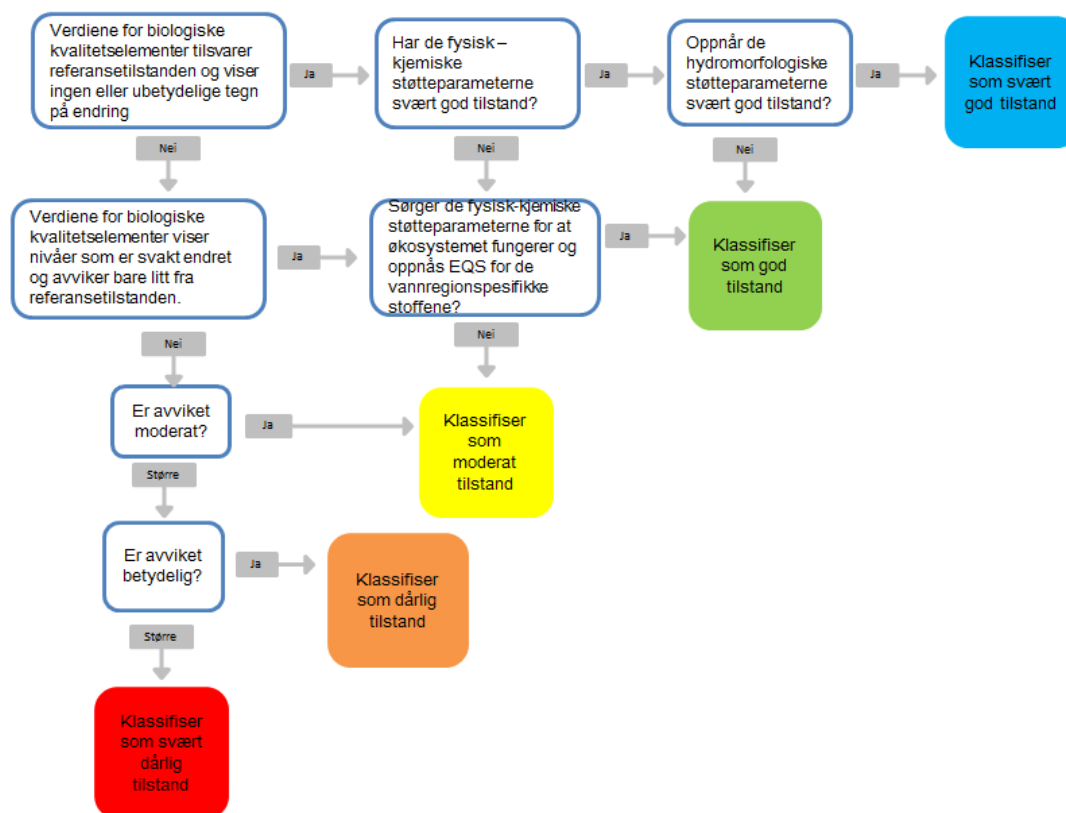 Verdiene for biologiske
kvalitetselementer tilsvarer
referansetilstanden og viser
ingen eller ubetydelige tegn
på endring
Ja
Har de fysisk –
kjemiske
støtteparameterne
svært god tilstand?
Ja
Oppnår de
hydromorfologiske
støtteparameterne
svært god tilstand?
Ja
Klassifiser
som svært
god tilstand
Nei
Nei
Nei
Verdiene for biologiske
kvalitetselementer viser
nivåer som er svakt endret
og avviker bare litt fra
referansetilstanden.
Ja
Sørger de fysisk-kjemiske
støtteparameterne for at
økosystemet fungerer og
oppnås EQS for de
vannregionspesifikke
stoffene?
Ja
Klassifiser
som god
tilstand
Nei
Nei
Er avviket
moderat?
Ja
Klassifiser
som
moderat
tilstand
Større
Er avviket
betydelig?
Ja
Klassifiser
som dårlig
tilstand
Større
Klassifiser
som svært
dårlig
tilstand